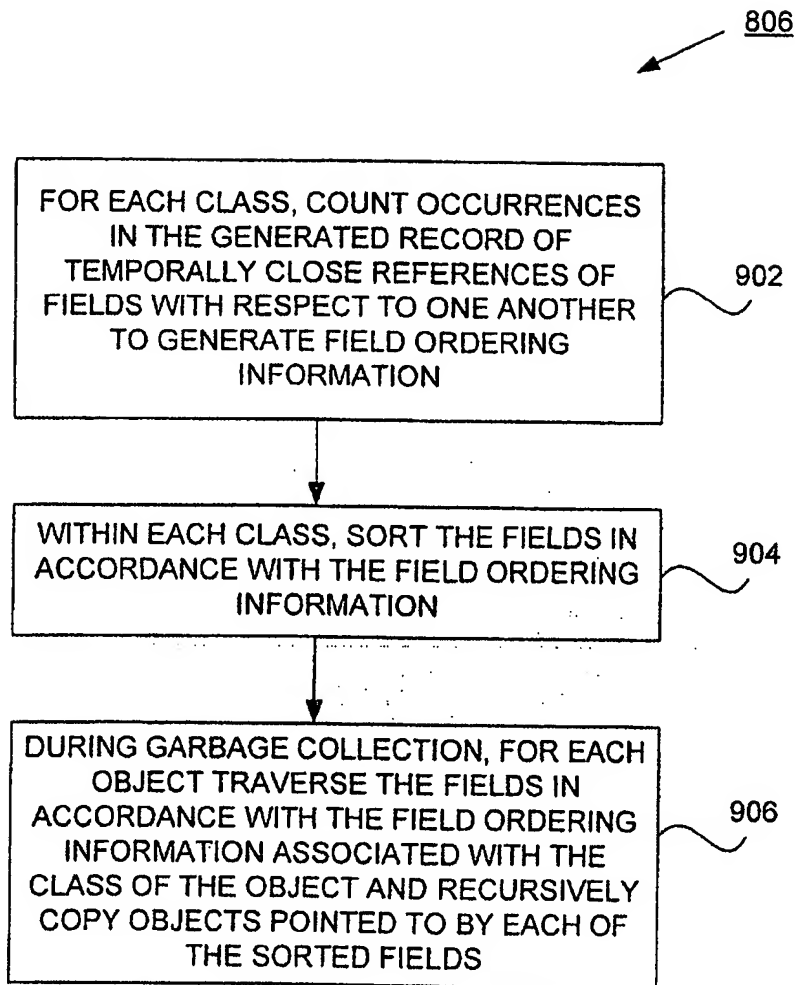 806
FOR EACH CLASS, COUNT OCCURRENCES
IN THE GENERATED RECORD OF
TEMPORALLY CLOSE REFERENCES OF
FIELDS WITH RESPECT TO ONE ANOTHER
TO GENERATE FIELD ORDERING
INFORMATION
902
WITHIN EACH CLASS, SORT THE FIELDS IN
ACCORDANCE WITH THE FIELD ORDERING
INFORMATION
904
DURING GARBAGE COLLECTION, FOR EACH
OBJECT TRAVERSE THE FIELDS IN
ACCORDANCE WITH THE FIELD ORDERING
INFORMATION ASSOCIATED WITH THE
CLASS OF THE OBJECT AND RECURSIVELY
COPY OBJECTS POINTED TO BY EACH OF
THE SORTED FIELDS
906